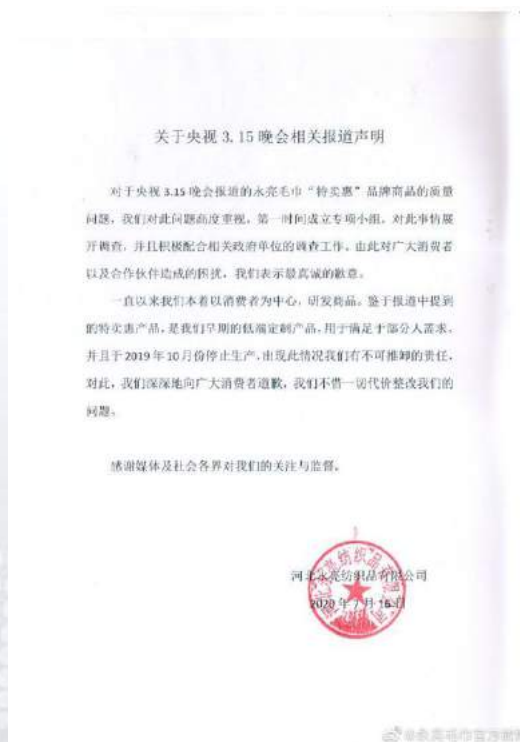 关于央视 3.15 晚会相关报道声明
对于央视 3.15 晚会报道的永亮毛巾“特卖惠”品牌商品的质量
问题，我们对此问题高度重视，第一时间成立专项小组，对此事情展
开调查，并且积极配合相关政府单位的调查工作，由此对广大消费者
以及合作伙伴造成的困扰，我们表示最真诚的歉意。
一直以来我们本着以消费者为中心，研发商品。鉴于报道中提到
的特卖惠产品，是我们早期的低端定制产品，用于满足于部分人需求，
并且于 2019 年 10 月份停止生产，出现此情况我们有不可推卸的责任，
对此，我们深深地向广大消费者道歉，我们不惜一切代价整改我们的
问题。
感谢媒体及社会各界对我们的关注与监督。
河北永亮纺织品有限公司
2020 年 7 月 16 日
@永亮毛巾官方微博